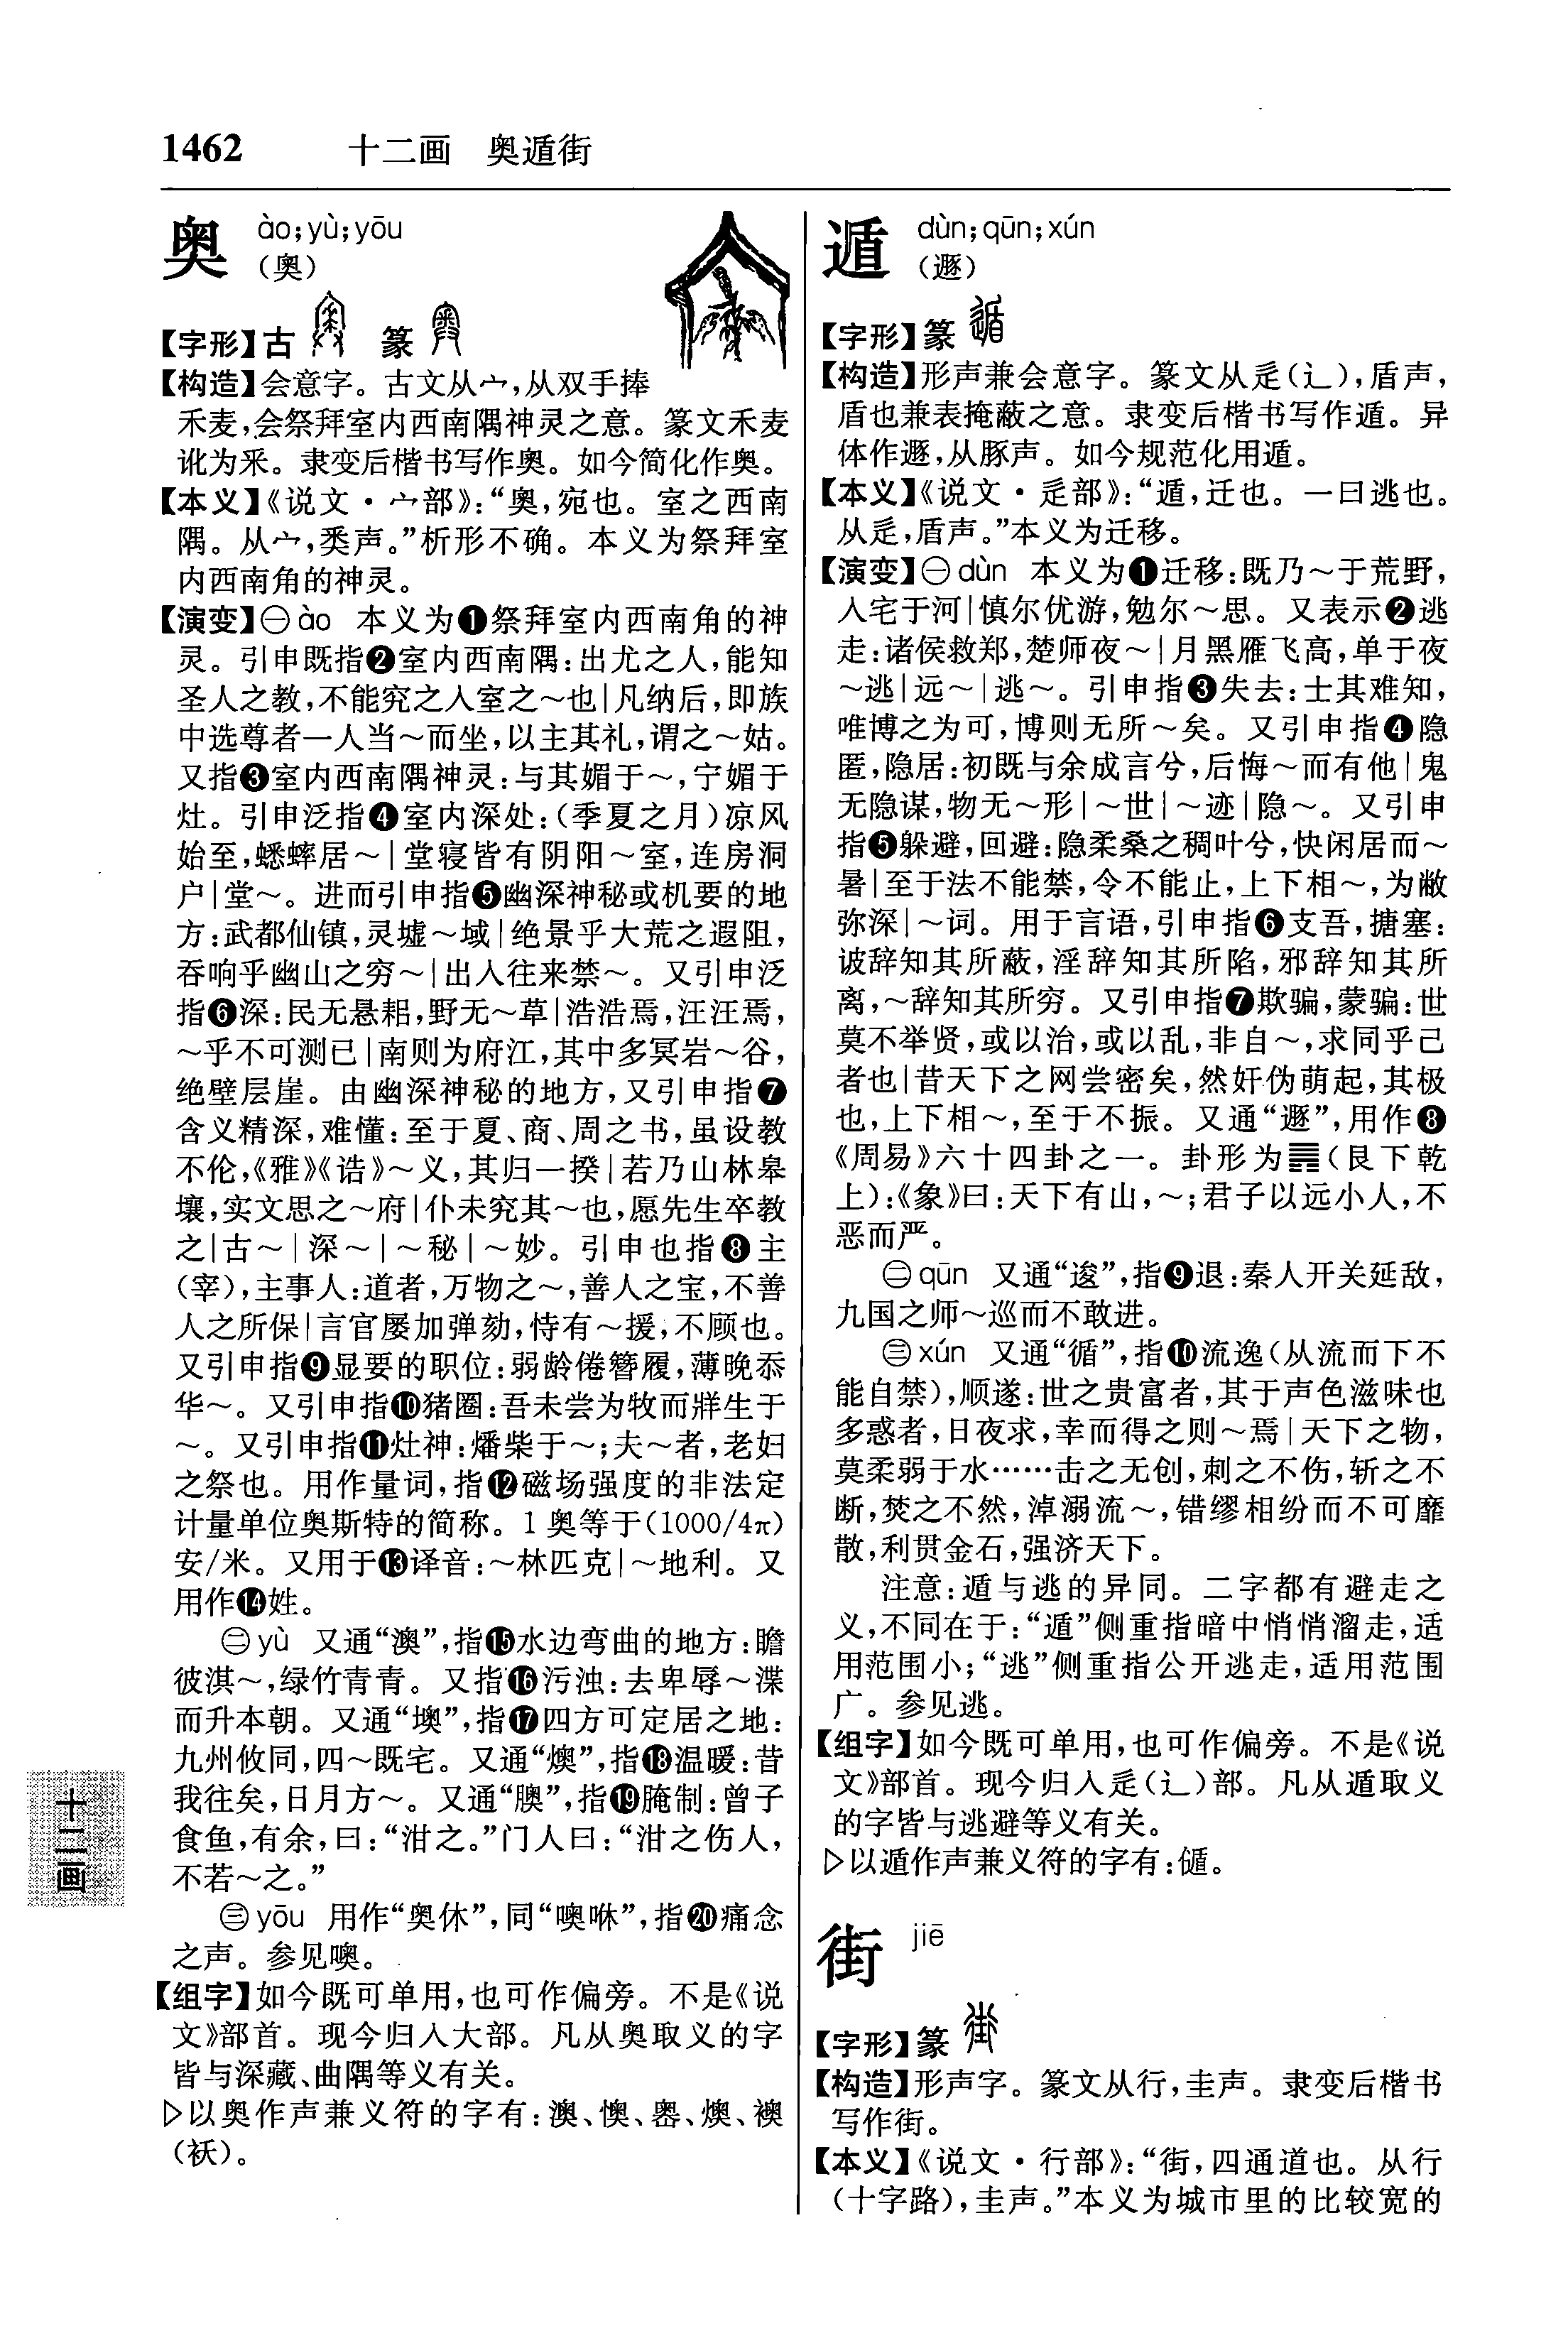 1462 十二画 奥遁街
奥 ào;yù;yōu
（奧）
【字形】古 篆
【构造】会意字。古文从宀,从双手捧
禾麦,会祭拜室内西南隅神灵之意。篆文禾麦
讹为釆。隶变后楷书写作奧。如今简化作奥。
【本义】《说文·宀部》:“奧,宛也。室之西南
隅。从宀,𢍏声。”析形不确。本义为祭拜室
内西南角的神灵。
【演变】㊀ào 本义为❶祭拜室内西南角的神
灵。引申既指❷室内西南隅:出尤之人,能知
圣人之教,不能究之入室之～也|凡纳后,即族
中选尊者一人当～而坐,以主其礼,谓之～姑。
又指❸室内西南隅神灵:与其媚于～,宁媚于
灶。引申泛指❹室内深处:(季夏之月)凉风
始至,蟋蟀居～|堂寝皆有阴阳～室,连房洞
户|堂～。进而引申指❺幽深神秘或机要的地
方:武都仙镇,灵墟～域|绝景乎大荒之遐阻,
吞响乎幽山之穷～|出入往来禁～。又引申泛
指❻深:民无悬耜,野无～草|浩浩焉,汪汪焉,
～乎不可测已|南则为府江,其中多冥岩～谷,
绝壁层崖。由幽深神秘的地方,又引申指❼
含义精深,难懂:至于夏、商、周之书,虽设教
不伦,《雅》《诰》～义,其归一揆|若乃山林皋
壤,实文思之～府|仆未究其～也,愿先生卒教
之|古～|深～|～秘|～妙。引申也指❽主
(宰),主事人:道者,万物之～,善人之宝,不善
人之所保|言官屡加弹劾,恃有～援,不顾也。
又引申指❾显要的职位:弱龄倦簪履,薄晚忝
华～。又引申指❿猪圈:吾未尝为牧而牂生于
～。又引申指⓫灶神:燔柴于～;夫～者,老妇
之祭也。用作量词,指⓬磁场强度的非法定
计量单位奥斯特的简称。1奥等于(1000/4π)
安/米。又用于⓭译音:～林匹克|～地利。又
用作⓮姓。
㊁yù 又通“澳”,指⓯水边弯曲的地方:瞻
彼淇～,绿竹青青。又指⓰污浊:去卑辱～渫
而升本朝。又通“墺”,指⓱四方可定居之地:
九州攸同,四～既宅。又通“燠”,指⓲温暖:昔
我往矣,日月方～。又通“䐿”,指⓳腌制:曾子
食鱼,有余,曰:“泔之。”门人曰:“泔之伤人,
不若～之。”
㊂yōu 用作“奥休”,同“噢咻”,指⓴痛念
之声。参见噢。
【组字】如今既可单用,也可作偏旁。不是《说
文》部首。现今归入大部。凡从奥取义的字
皆与深藏、曲隅等义有关。
▷以奥作声兼义符的字有:澳、懊、嶴、燠、襖
(袄)。
遁 dùn;qūn;xún
（遯）
【字形】篆
【构造】形声兼会意字。篆文从辵(辶),盾声,
盾也兼表掩蔽之意。隶变后楷书写作遁。异
体作遯,从豚声。如今规范化用遁。
【本义】《说文·辵部》:“遁,迁也。一曰逃也。
从辵,盾声。”本义为迁移。
【演变】㊀dùn 本义为❶迁移:既乃～于荒野,
入宅于河|慎尔优游,勉尔～思。又表示❷逃
走:诸侯救郑,楚师夜～|月黑雁飞高,单于夜
～逃|远～|逃～。引申指❸失去:士其难知,
唯博之为可,博则无所～矣。又引申指❹隐
匿,隐居:初既与余成言兮,后悔～而有他|鬼
无隐谋,物无～形|～世|～迹|隐～。又引申
指❺躲避,回避:隐柔桑之稠叶兮,快闲居而～
暑|至于法不能禁,令不能止,上下相～,为敝
弥深|～词。用于言语,引申指❻支吾,搪塞:
诐辞知其所蔽,淫辞知其所陷,邪辞知其所
离,～辞知其所穷。又引申指❼欺骗,蒙骗:世
莫不举贤,或以治,或以乱,非自～,求同乎己
者也|昔天下之网尝密矣,然奸伪萌起,其极
也,上下相～,至于不振。又通“遯”,用作❽
《周易》六十四卦之一。卦形为䷠(艮下乾
上):《象》曰:天下有山,～;君子以远小人,不
恶而严。
㊁qūn 又通“逡”,指❾退:秦人开关延敌,
九国之师～巡而不敢进。
㊂xún 又通“循”,指❿流逸(从流而下不
能自禁),顺遂:世之贵富者,其于声色滋味也
多惑者,日夜求,幸而得之则～焉|天下之物,
莫柔弱于水……击之无创,刺之不伤,斩之不
断,焚之不然,淖溺流～,错缪相纷而不可靡
散,利贯金石,强济天下。
注意:遁与逃的异同。二字都有避走之
义,不同在于:“遁”侧重指暗中悄悄溜走,适
用范围小;“逃”侧重指公开逃走,适用范围
广。参见逃。
【组字】如今既可单用,也可作偏旁。不是《说
文》部首。现今归入辵(辶)部。凡从遁取义
的字皆与逃避等义有关。
▷以遁作声兼义符的字有:
街 jiē
【字形】篆
【构造】形声字。篆文从行,圭声。隶变后楷书
写作街。
【本义】《说文·行部》:“街,四通道也。从行
(十字路),圭声。”本义为城市里的比较宽的
十二画